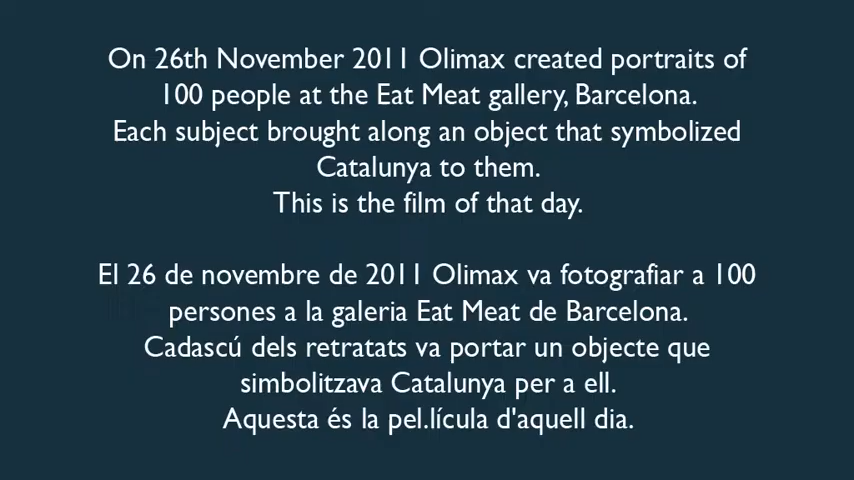 On 26th November 2011 Olimax created portraits of
100 people at the Eat Meat gallery, Barcelona.
Each subject brought along an object that symbolized
Catalunya to them.
This is the film of that day.
El 26 de novembre de 2011 Olimax va fotografiar a 100
persones a la galeria Eat Meat de Barcelona.
Cadascú dels retratats va portar un objecte que
simbolitzava Catalunya per a ell.
Aquesta és la pel.lícula d'aquell dia.